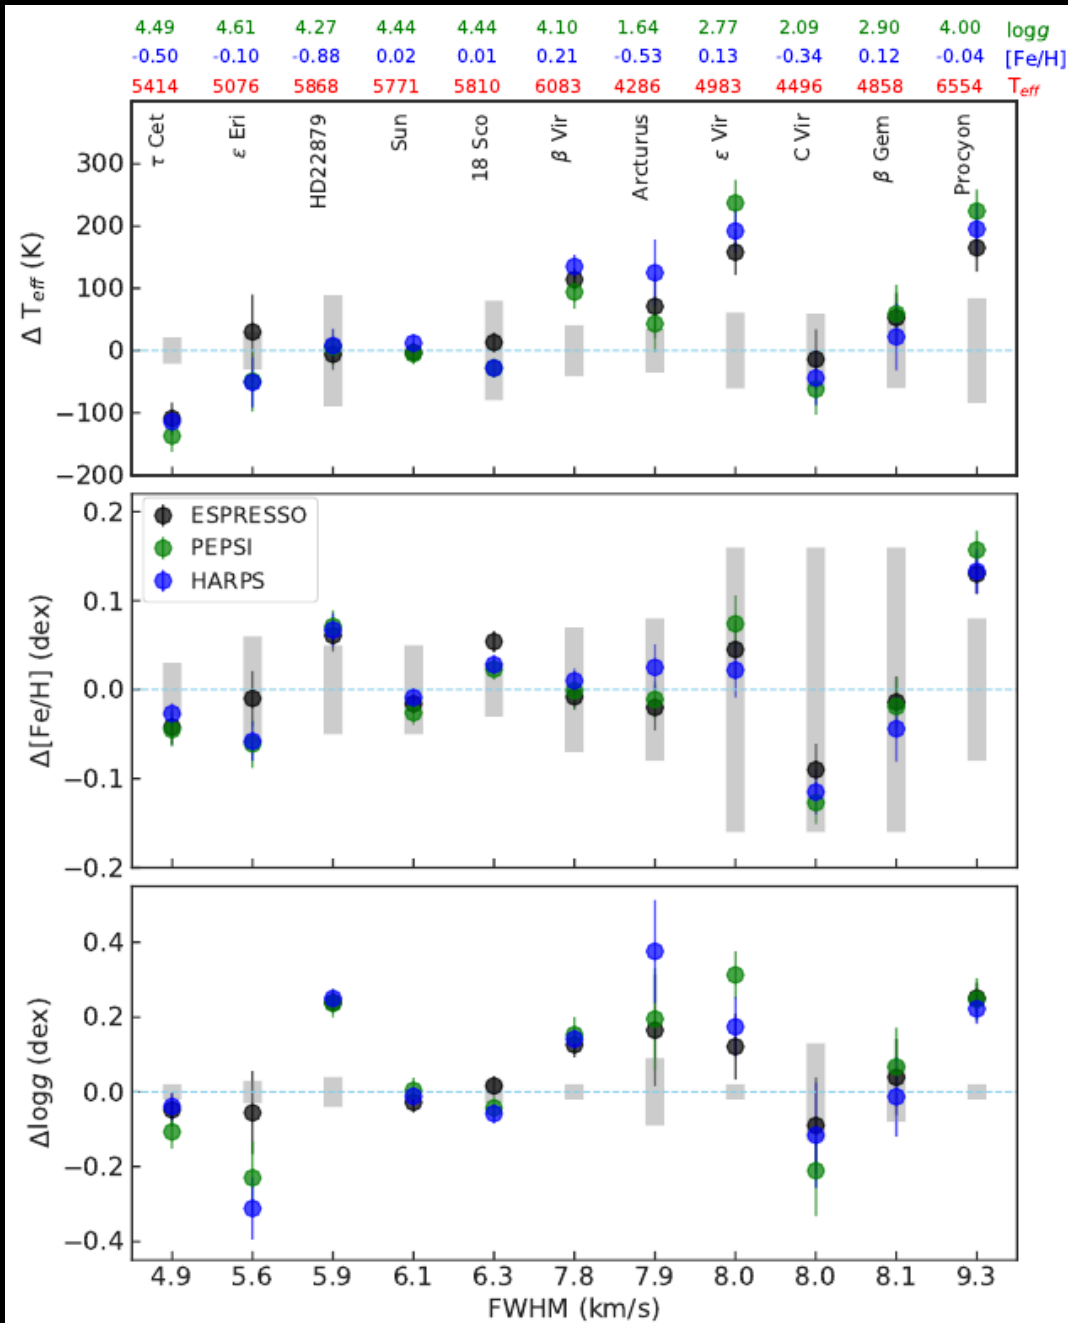 4.49 4.61 4.27 4.44 4.44 4.10 1.64 2.77 2.09 2.90 4.00 logg
-0.50 -0.10 -0.88 0.02 0.01 0.21 -0.53 0.13 -0.34 0.12 -0.04 [Fe/H]
5414 5076 5868 5771 5810 6083 4286 4983 4496 4858 6554 T_eff
τ Cet
ε Eri
HD22879
Sun
18 Sco
β Vir
Arcturus
ε Vir
C Vir
β Gem
Procyon
Δ T_eff (K)
300
200
100
0
−100
−200
Δ[Fe/H] (dex)
0.2
0.1
0.0
−0.1
−0.2
ESPRESSO
PEPSI
HARPS
Δlogg (dex)
0.4
0.2
0.0
−0.2
−0.4
4.9 5.6 5.9 6.1 6.3 7.8 7.9 8.0 8.0 8.1 9.3
FWHM (km/s)